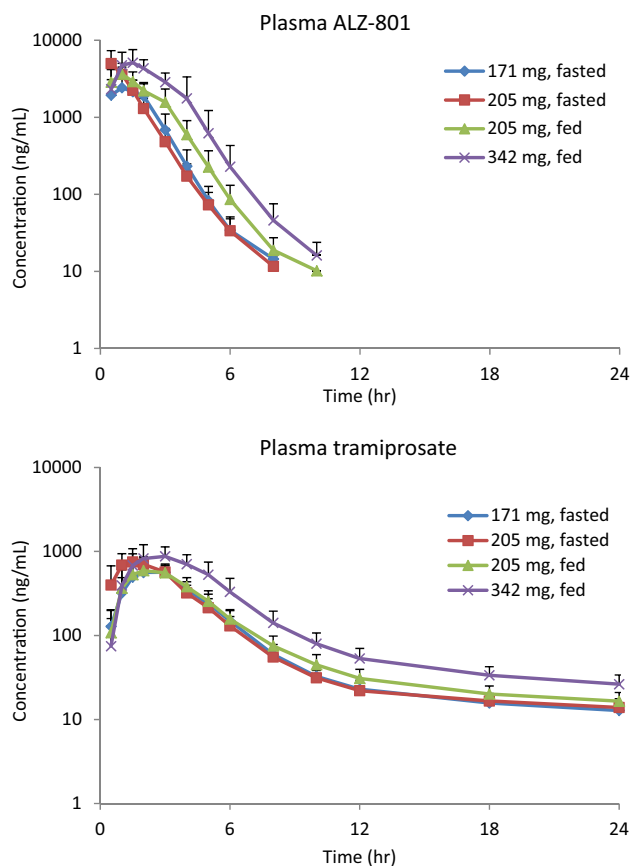 Plasma ALZ-801
10000
1000
100
10
1
Concentration (ng/mL)
171 mg, fasted
205 mg, fasted
205 mg, fed
342 mg, fed
0
6
12
18
24
Time (hr)
Plasma tramiprosate
10000
1000
100
10
1
Concentration (ng/mL)
171 mg, fasted
205 mg, fasted
205 mg, fed
342 mg, fed
0
6
12
18
24
Time (hr)